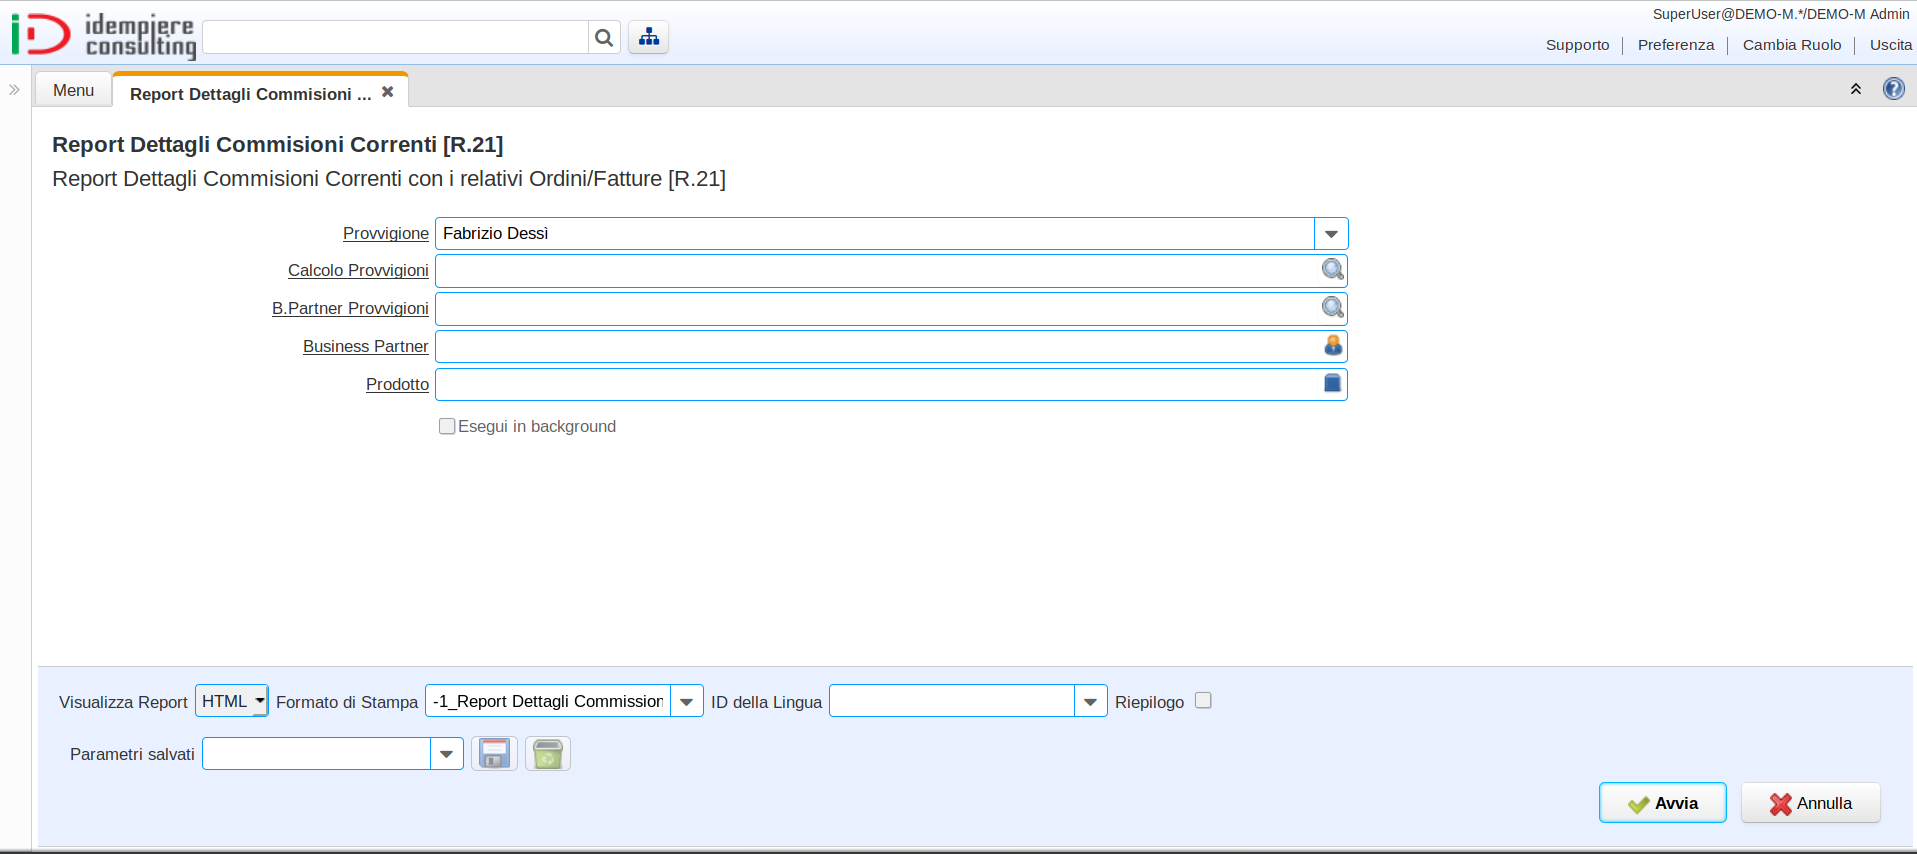 idempiere
consulting
SuperUser@DEMO-M.*/DEMO-M Admin
Supporto
Preferenza
Cambia Ruolo
Uscita
Menu
Report Dettagli Commisioni ...
Report Dettagli Commisioni Correnti [R.21]
Report Dettagli Commisioni Correnti con i relativi Ordini/Fatture [R.21]
Provvigione Fabrizio Dessì
Calcolo Provvigioni
B.Partner Provvigioni
Business Partner
Prodotto
Esegui in background
Visualizza Report HTML Formato di Stampa -1_Report Dettagli Commission ID della Lingua Riepilogo
Parametri salvati
Avvia Annulla